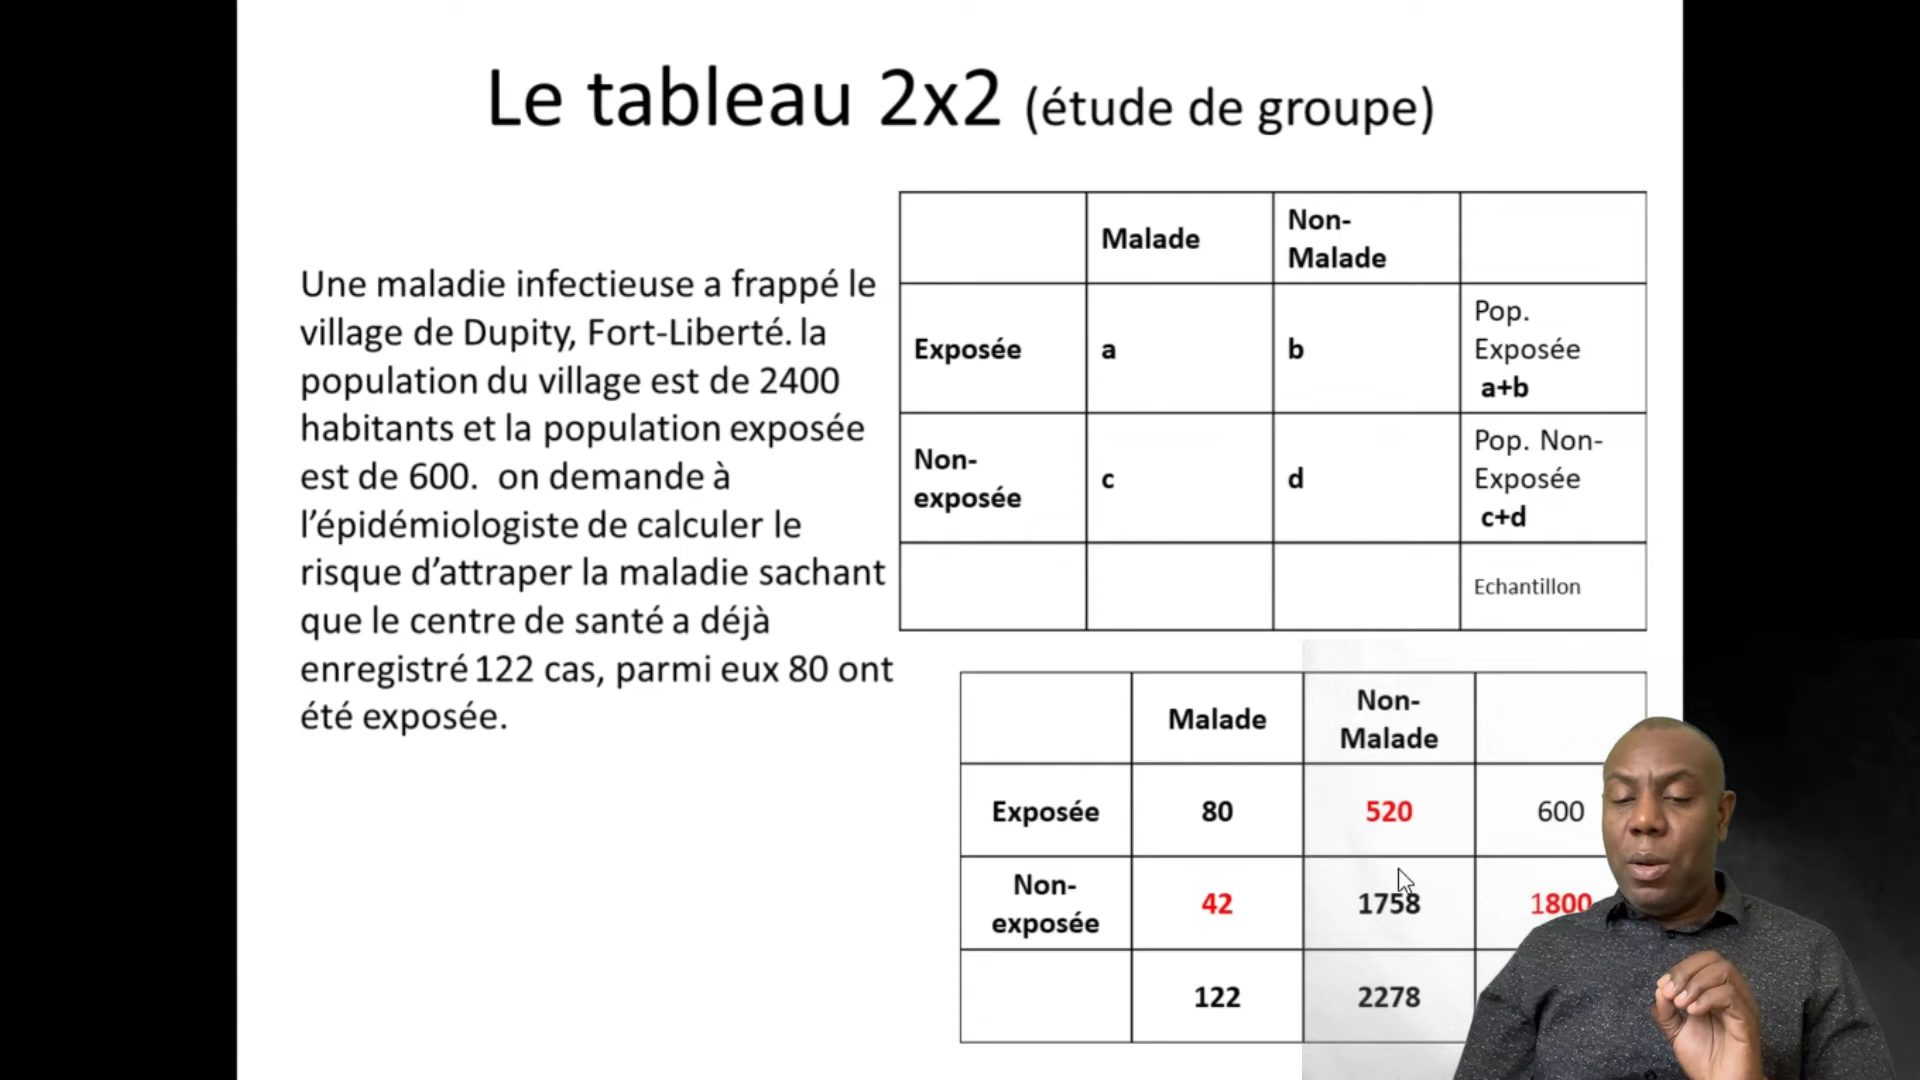 Le tableau 2x2 (étude de groupe)
Une maladie infectieuse a frappé le
village de Dupity, Fort-Liberté. la
population du village est de 2400
habitants et la population exposée
est de 600.  on demande à
l'épidémiologiste de calculer le
risque d'attraper la maladie sachant
que le centre de santé a déjà
enregistré 122 cas, parmi eux 80 ont
été exposée.
Malade
Non-
Malade
Exposée
a
b
Pop.
Exposée
a+b
Non-
exposée
c
d
Pop. Non-
Exposée
c+d
Echantillon
Malade
Non-
Malade
Exposée
80
520
600
Non-
exposée
42
1758
1800
122
2278